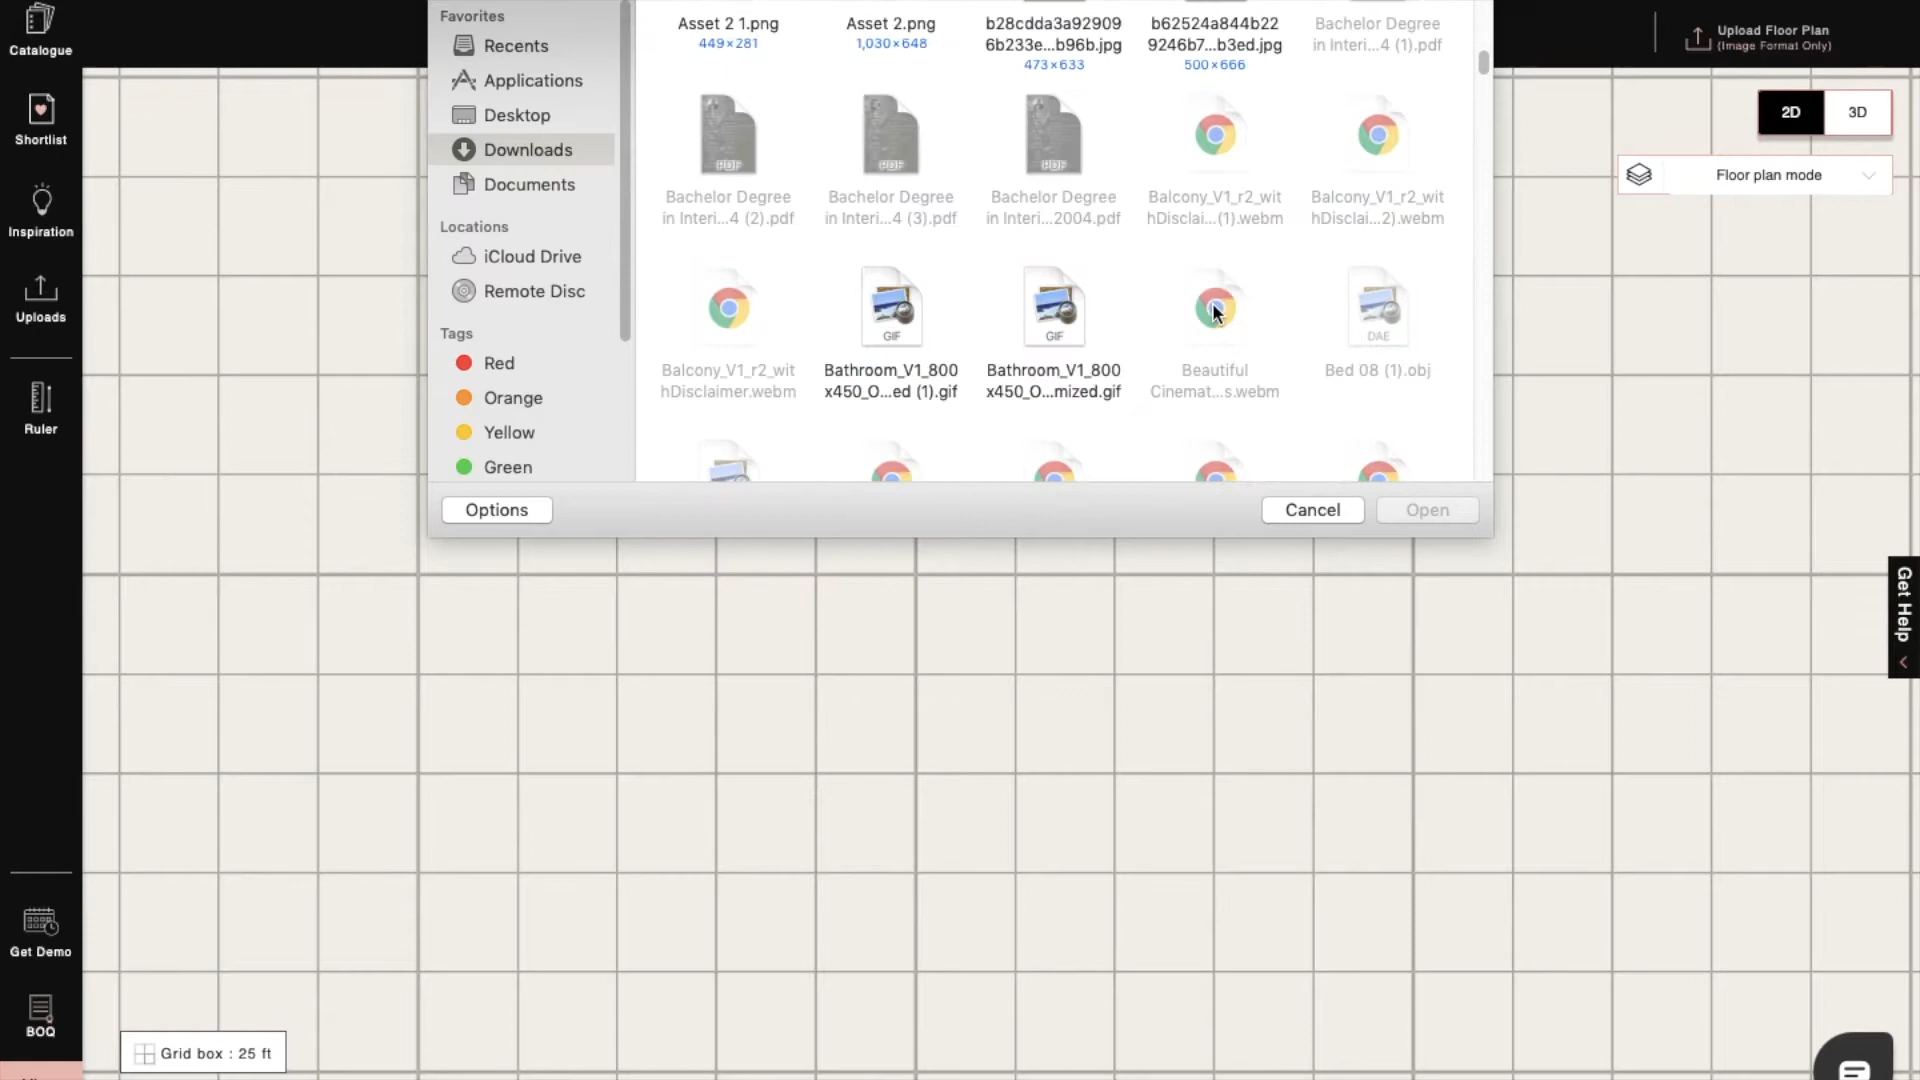 Catalogue
Shortlist
Inspiration
Uploads
Ruler
Get Demo
BOQ
Favorites
Recents
Applications
Desktop
Downloads
Documents
Locations
iCloud Drive
Remote Disc
Tags
Red
Orange
Yellow
Green
Asset 2 1.png
449×281
Asset 2.png
1,030×648
b28cdda3a92909
6b233e...b96b.jpg
473×633
b62524a844b22
9246b7...b3ed.jpg
500×666
Bachelor Degree
in Interi...4 (1).pdf
PDF
Bachelor Degree
in Interi...4 (2).pdf
PDF
Bachelor Degree
in Interi...4 (3).pdf
PDF
Bachelor Degree
in Interi...2004.pdf
Balcony_V1_r2_wit
hDisclai...(1).webm
Balcony_V1_r2_wit
hDisclai...2).webm
Balcony_V1_r2_wit
hDisclaimer.webm
GIF
Bathroom_V1_800
x450_O...ed (1).gif
GIF
Bathroom_V1_800
x450_O...mized.gif
Beautiful
Cinemat...s.webm
DAE
Bed 08 (1).obj
Options
Cancel
Open
Upload Floor Plan
(Image Format Only)
2D
3D
Floor plan mode
Get Help
Grid box : 25 ft